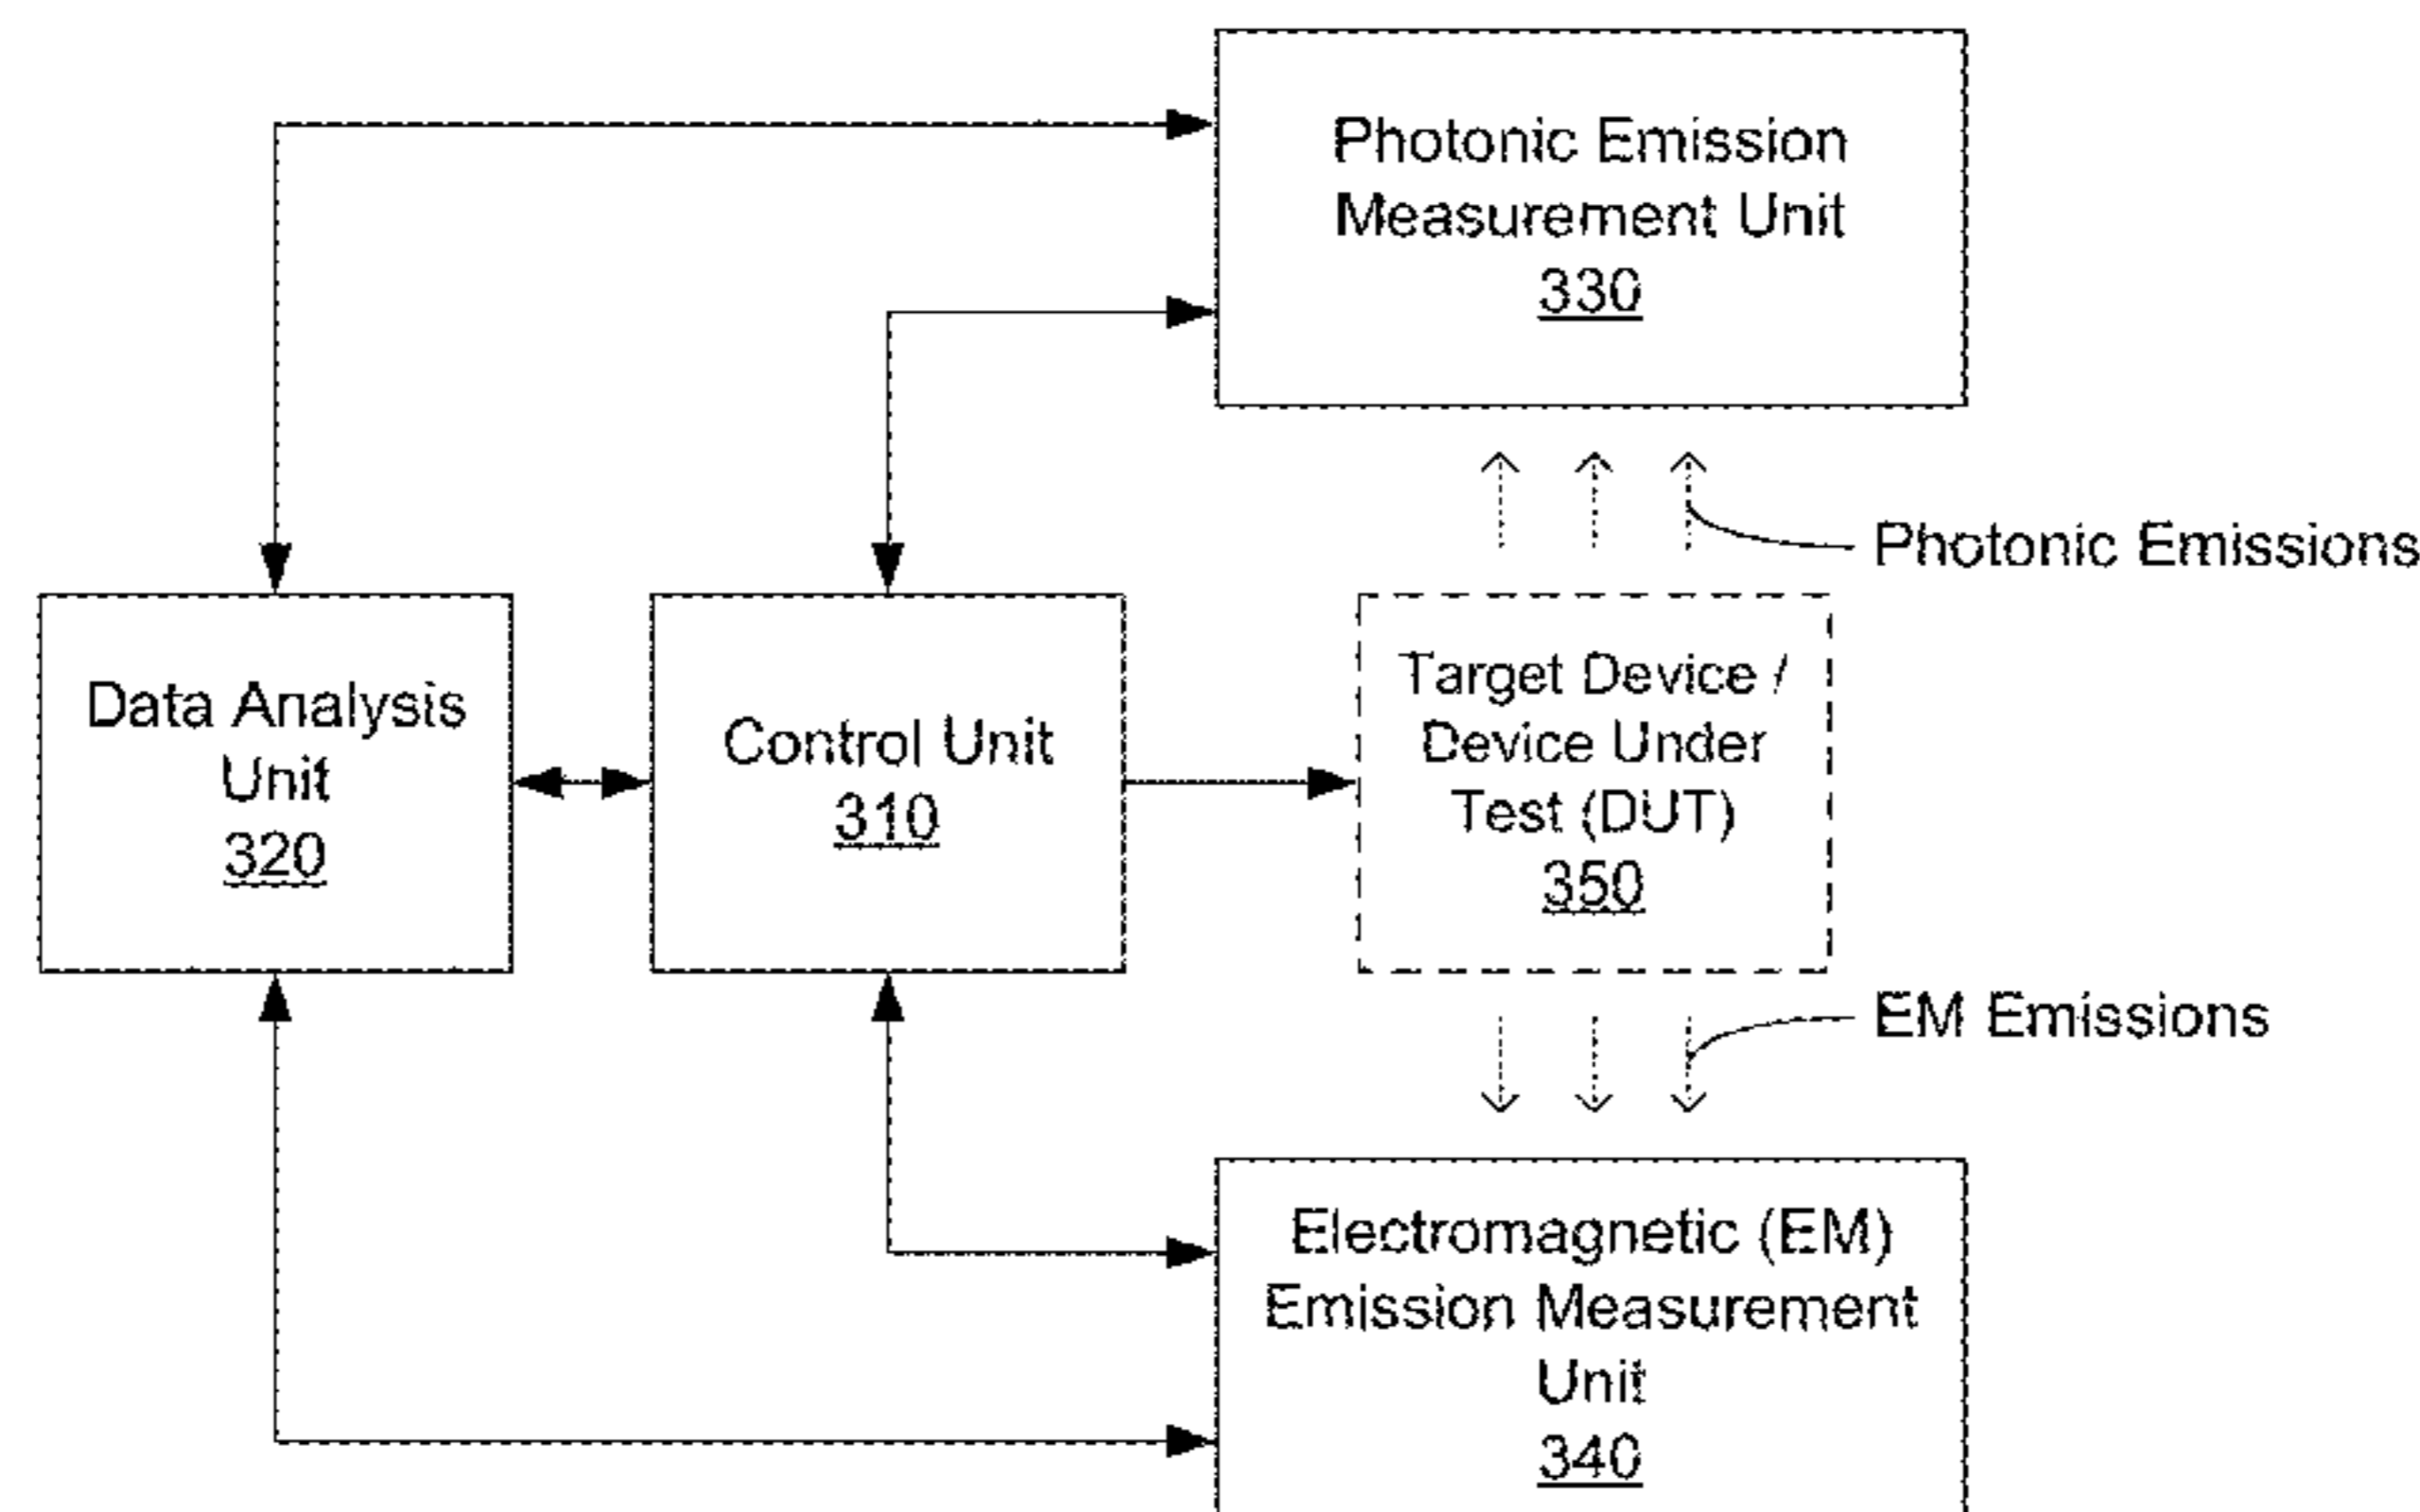 Photonic Emission
Measurement Unit
330
Photonic Emissions
Data Analysis
Unit
320
Control Unit
310
Target Device /
Device Under
Test (DUT)
350
EM Emissions
Electromagnetic (EM)
Emission Measurement
Unit
340